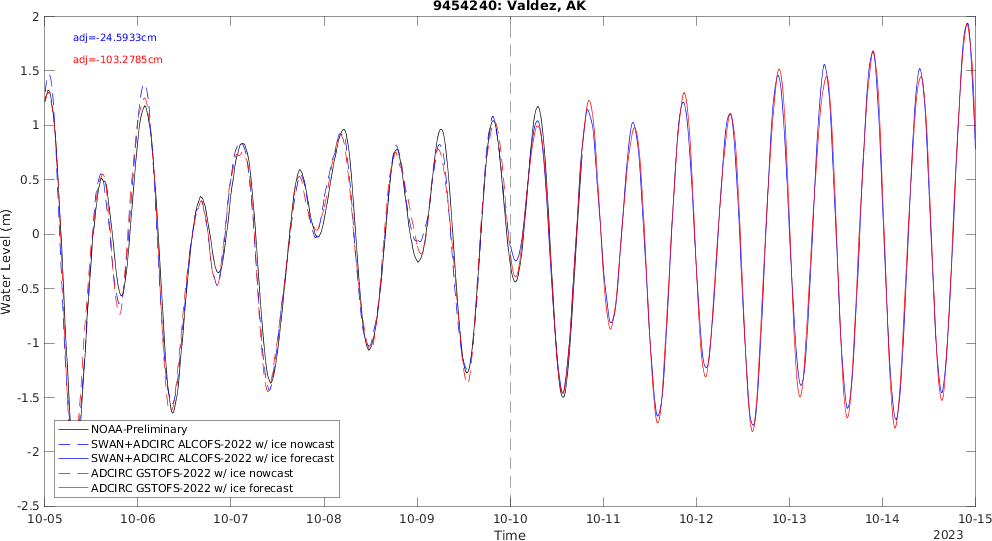 9454240: Valdez, AK
adj=-24.5933cm
adj=-103.2785cm
2
1.5
1
0.5
0
-0.5
-1
-1.5
-2
-2.5
Water Level (m)
NOAA-Preliminary
SWAN+ADCIRC ALCOFS-2022 w/ ice nowcast
SWAN+ADCIRC ALCOFS-2022 w/ ice forecast
ADCIRC GSTOFS-2022 w/ ice nowcast
ADCIRC GSTOFS-2022 w/ ice forecast
10-05 10-06 10-07 10-08 10-09 10-10 10-11 10-12 10-13 10-14 10-15
Time
2023